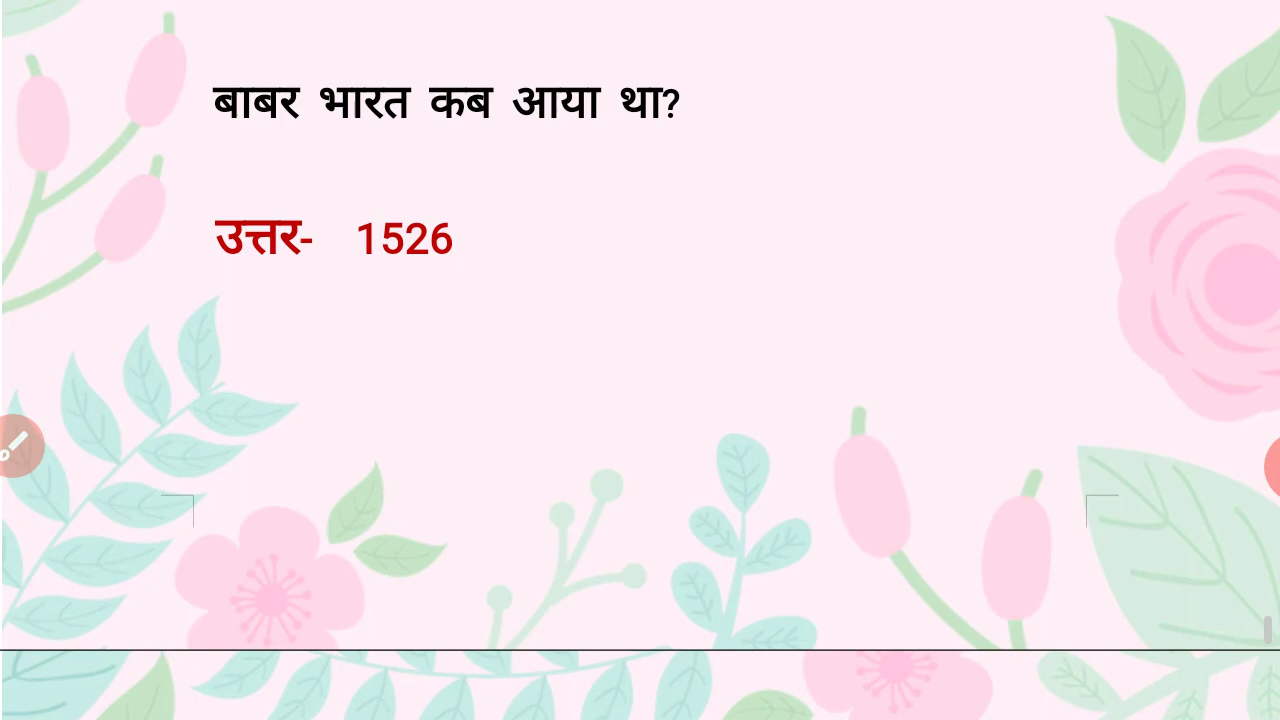 बाबर भारत कब आया था?
उत्तर- 1526